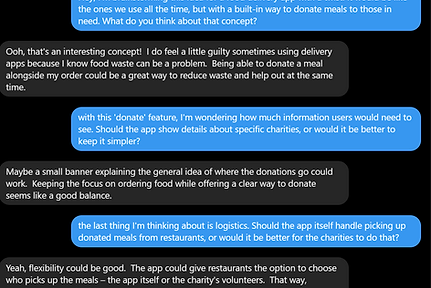 the ones we use all the time, but with a built-in way to donate meals to those in
need. What do you think about that concept?
Ooh, that's an interesting concept!  I do feel a little guilty sometimes using delivery
apps because I know food waste can be a problem.  Being able to donate a meal
alongside my order could be a great way to reduce waste and help out at the same
time.
with this 'donate' feature, I'm wondering how much information users would need to
see. Should the app show details about specific charities, or would it be better to
keep it simpler?
Maybe a small banner explaining the general idea of where the donations go could
work.  Keeping the focus on ordering food while offering a clear way to donate
seems like a good balance.
the last thing I'm thinking about is logistics. Should the app itself handle picking up
donated meals from restaurants, or would it be better for the charities to do that?
Yeah, flexibility could be good.  The app could give restaurants the option to choose
who picks up the meals – the app itself or the charity's volunteers.  That way,